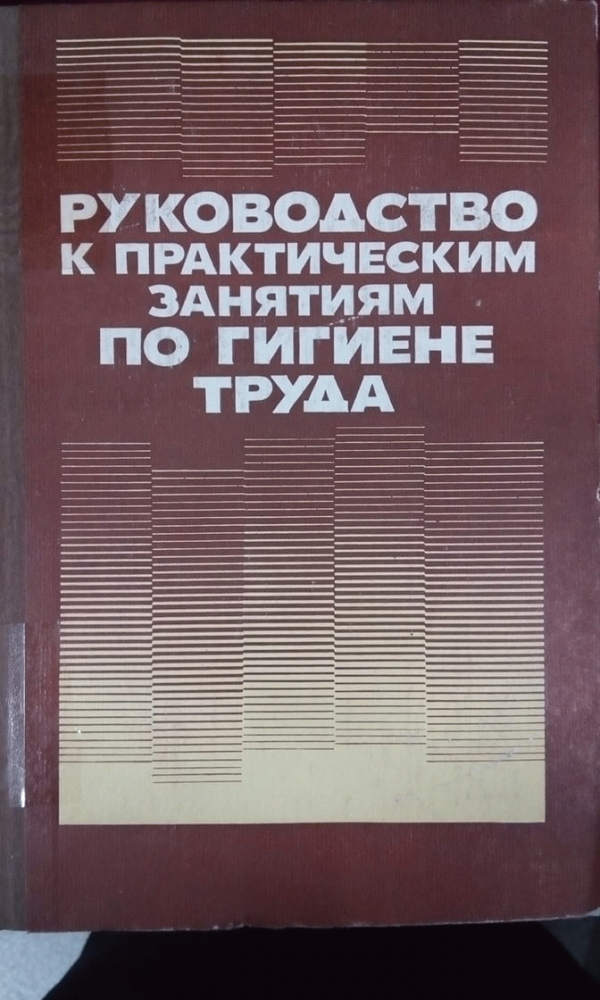 РУКОВОДСТВО
К ПРАКТИЧЕСКИМ
ЗАНЯТИЯМ
ПО ГИГИЕНЕ
ТРУДА